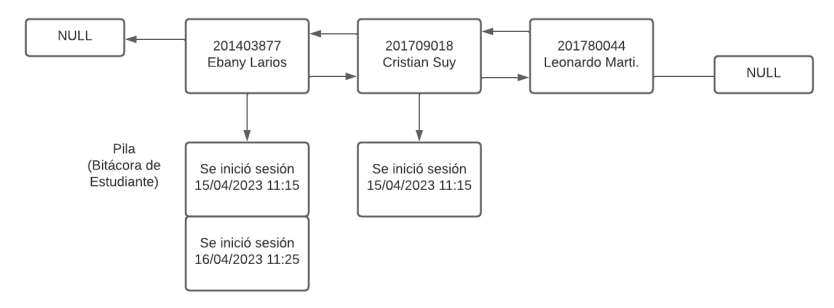 NULL
201403877
Ebany Larios
201709018
Cristian Suy
201780044
Leonardo Marti.
NULL
Pila
(Bitácora de
Estudiante)
Se inició sesión
15/04/2023 11:15
Se inició sesión
15/04/2023 11:15
Se inició sesión
16/04/2023 11:25